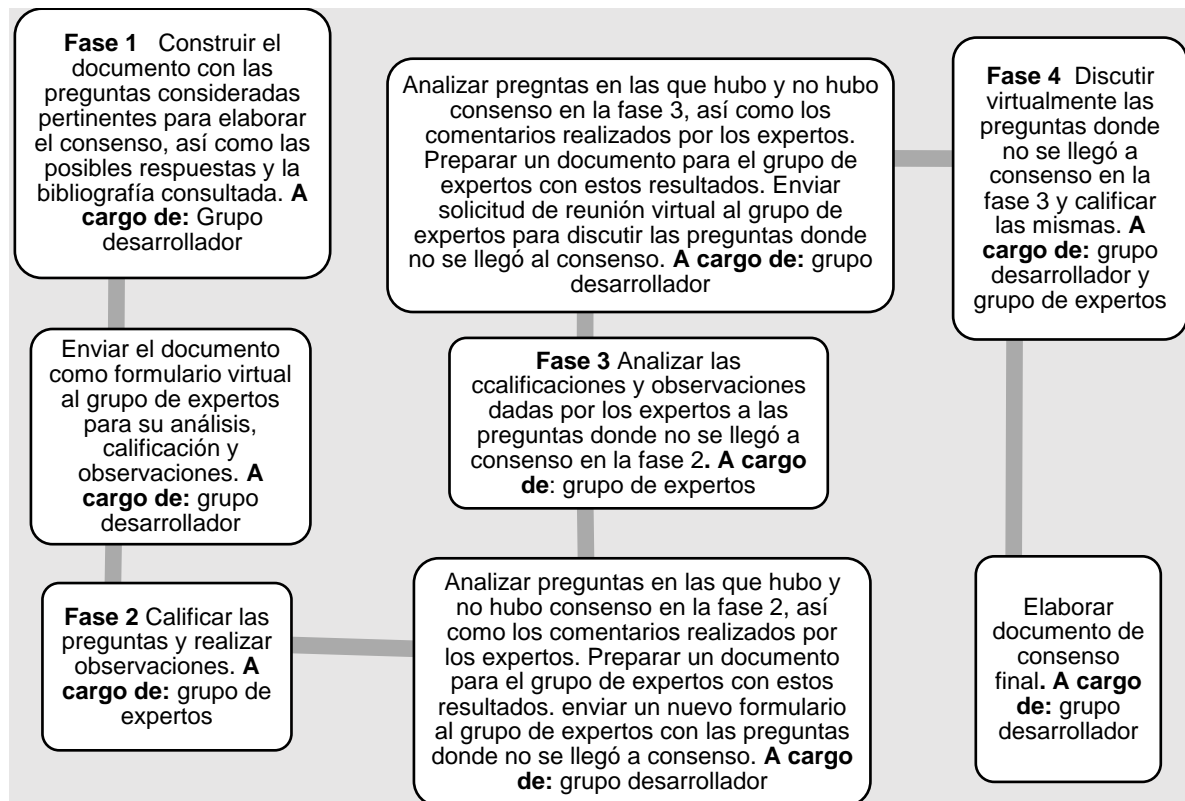 Fase 1 Construir el
documento con las
preguntas consideradas
pertinentes para elaborar
el consenso, así como las
posibles respuestas y la
bibliografía consultada. A
cargo de: Grupo
desarrollador
Enviar el documento
como formulario virtual
al grupo de expertos
para su análisis,
calificación y
observaciones. A
cargo de: grupo
desarrollador
Fase 2 Calificar las
preguntas y realizar
observaciones. A
cargo de: grupo de
expertos
Analizar preguntas en las que hubo y
no hubo consenso en la fase 2, así
como los comentarios realizados por
los expertos. Preparar un documento
para el grupo de expertos con estos
resultados. enviar un nuevo formulario
al grupo de expertos con las preguntas
donde no se llegó a consenso. A cargo
de: grupo desarrollador
Fase 3 Analizar las
ccalificaciones y observaciones
dadas por los expertos a las
preguntas donde no se llegó a
consenso en la fase 2. A cargo
de: grupo de expertos
Analizar pregntas en las que hubo y no hubo
consenso en la fase 3, así como los
comentarios realizados por los expertos.
Preparar un documento para el grupo de
expertos con estos resultados. Enviar
solicitud de reunión virtual al grupo de
expertos para discutir las preguntas donde
no se llegó al consenso. A cargo de: grupo
desarrollador
Fase 4 Discutir
virtualmente las
preguntas donde
no se llegó a
consenso en la
fase 3 y calificar
las mismas. A
cargo de: grupo
desarrollador y
grupo de expertos
Elaborar
documento de
consenso
final. A cargo
de: grupo
desarrollador